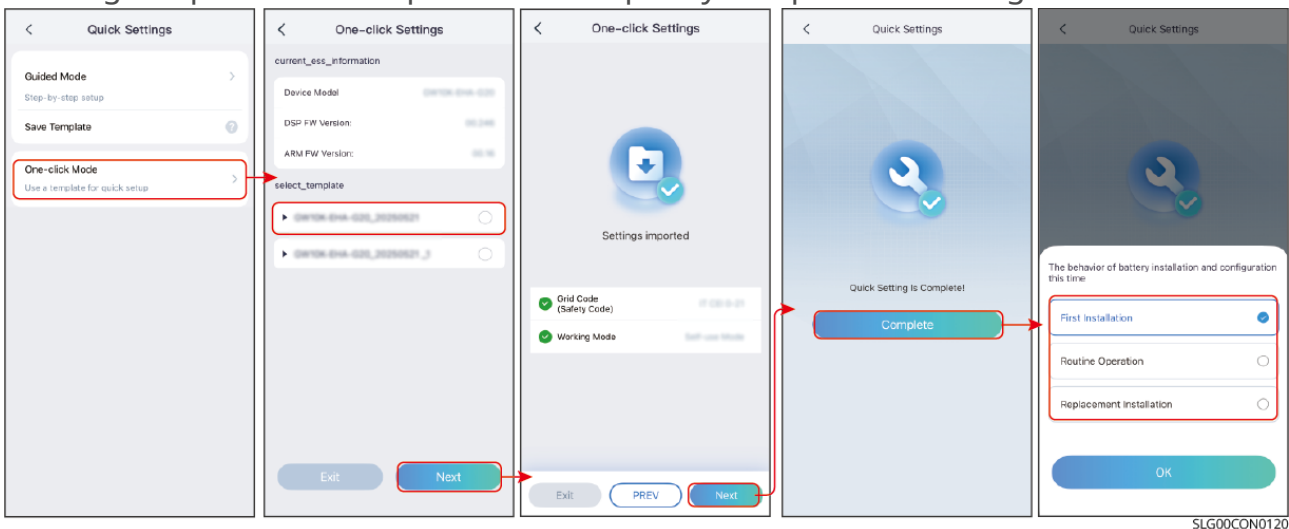 Quick Settings
Guided Mode
Step-by-step setup
Save Template
One-click Mode
Use a template for quick setup
One-click Settings
current_ess_information
Device Model
DSP FW Version:
ARM FW Version:
select_template
Exit
Next
One-click Settings
Settings imported
Grid Code
(Safety Code)
Working Mode
Exit
PREV
Next
Quick Settings
Quick Setting Is Complete!
Complete
Quick Settings
The behavior of battery installation and configuration
this time
First Installation
Routine Operation
Replacement Installation
OK
SLG00CON0120